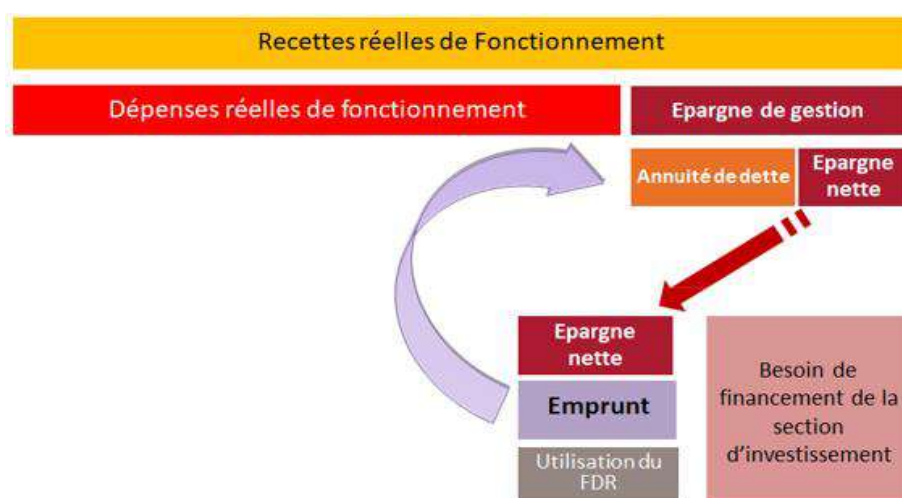 Recettes réelles de Fonctionnement
Dépenses réelles de fonctionnement
Epargne de gestion
Annuité de dette
Epargne
nette
Epargne
nette
Emprunt
Utilisation du
FDR
Besoin de
financement de la
section
d'investissement